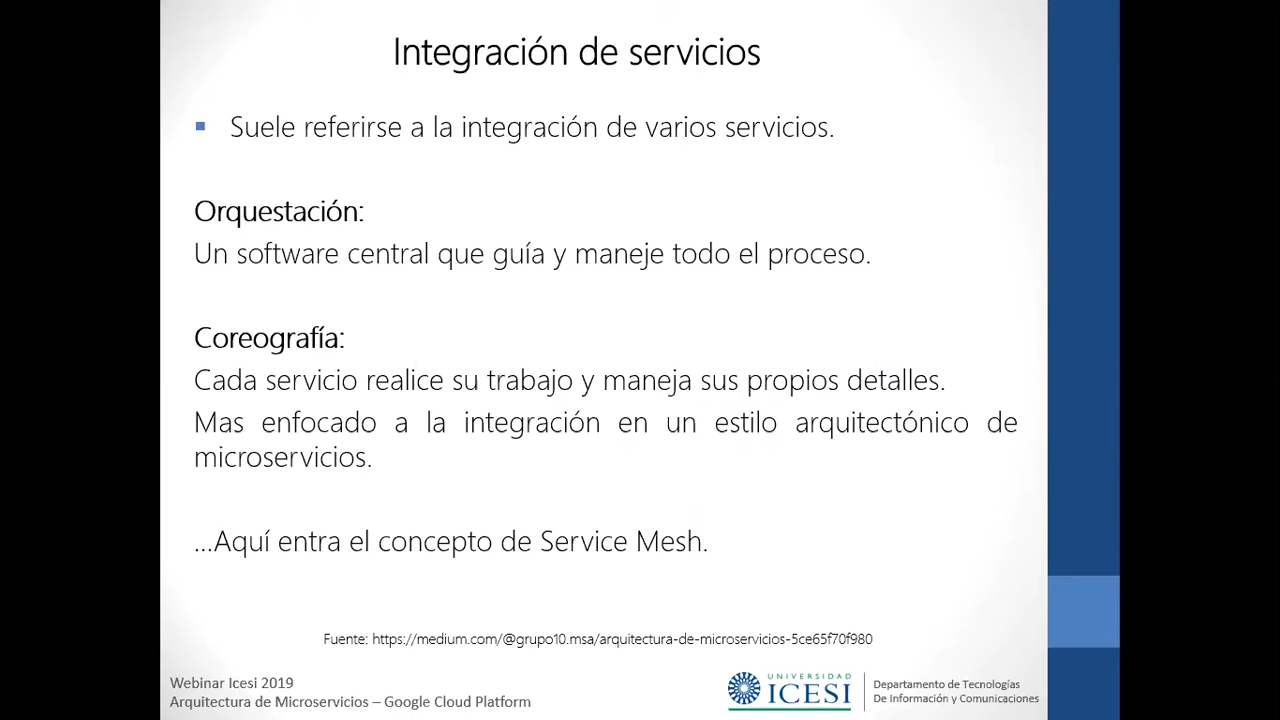 Integración de servicios
Suele referirse a la integración de varios servicios.
Orquestación:
Un software central que guía y maneje todo el proceso.
Coreografía:
Cada servicio realice su trabajo y maneja sus propios detalles.
Mas enfocado a la integración en un estilo arquitectónico de
microservicios.
...Aquí entra el concepto de Service Mesh.
Fuente: https://medium.com/@grupo10.msa/arquitectura-de-microservicios-5ce65f70f980
Webinar Icesi 2019
Arquitectura de Microservicios – Google Cloud Platform
UNIVERSIDAD
ICESI
Departamento de Tecnologías
De Información y Comunicaciones